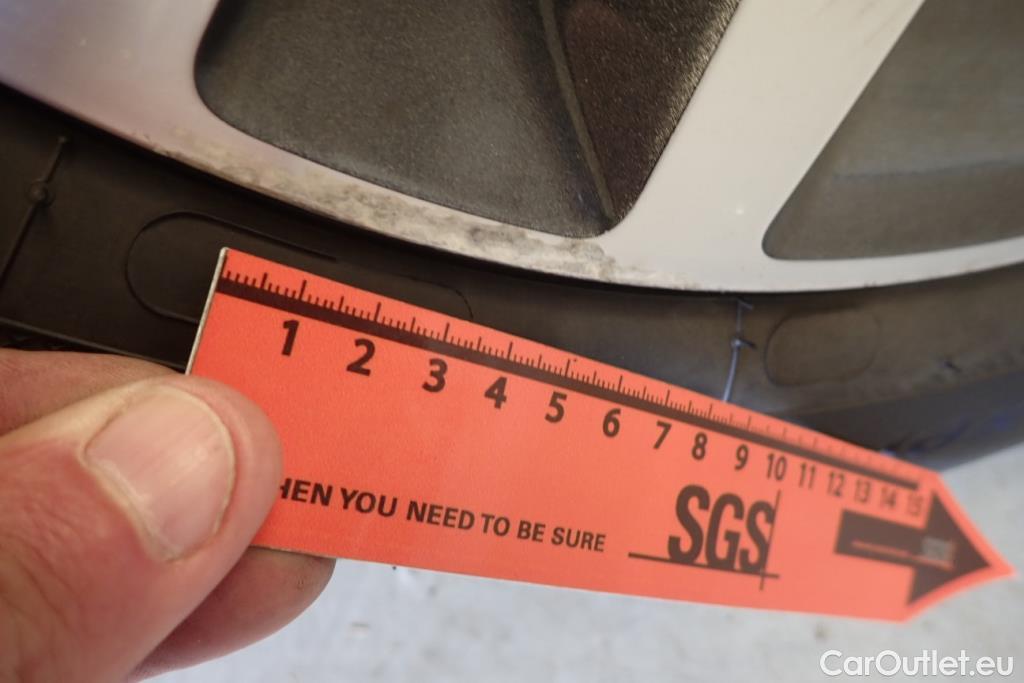 1 2 3 4 5 6 7 8 9 10 11 12 13 14 15
HEN YOU NEED TO BE SURE
SGS
CarOutlet.eu